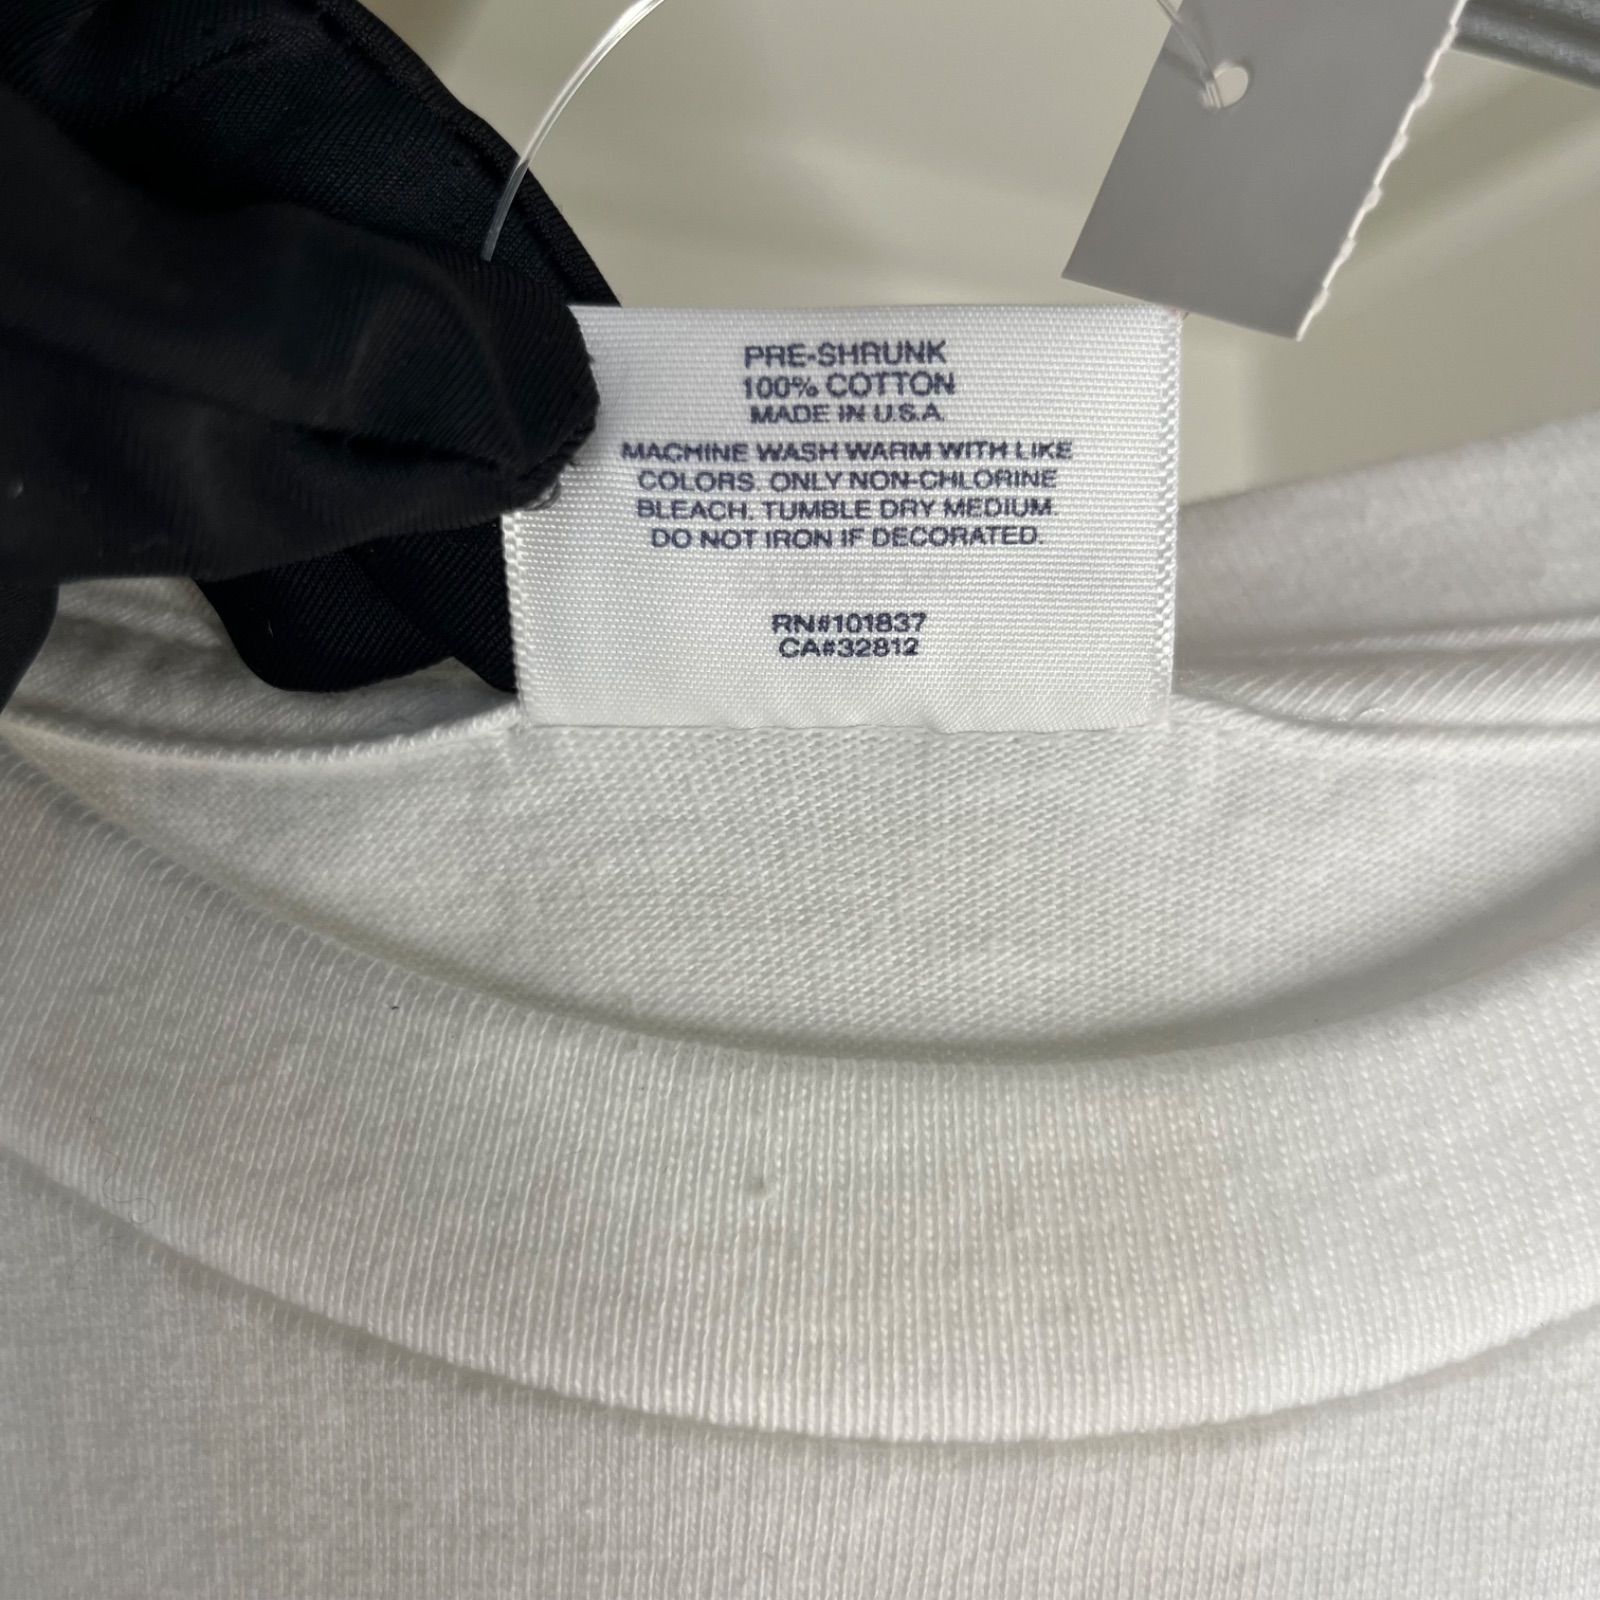 PRE-SHRUNK
100% COTTON
MADE IN U.S.A.
MACHINE WASH WARM WITH LIKE
COLORS. ONLY NON-CHLORINE
BLEACH. TUMBLE DRY MEDIUM.
DO NOT IRON IF DECORATED.
RN#101837
CA#32812